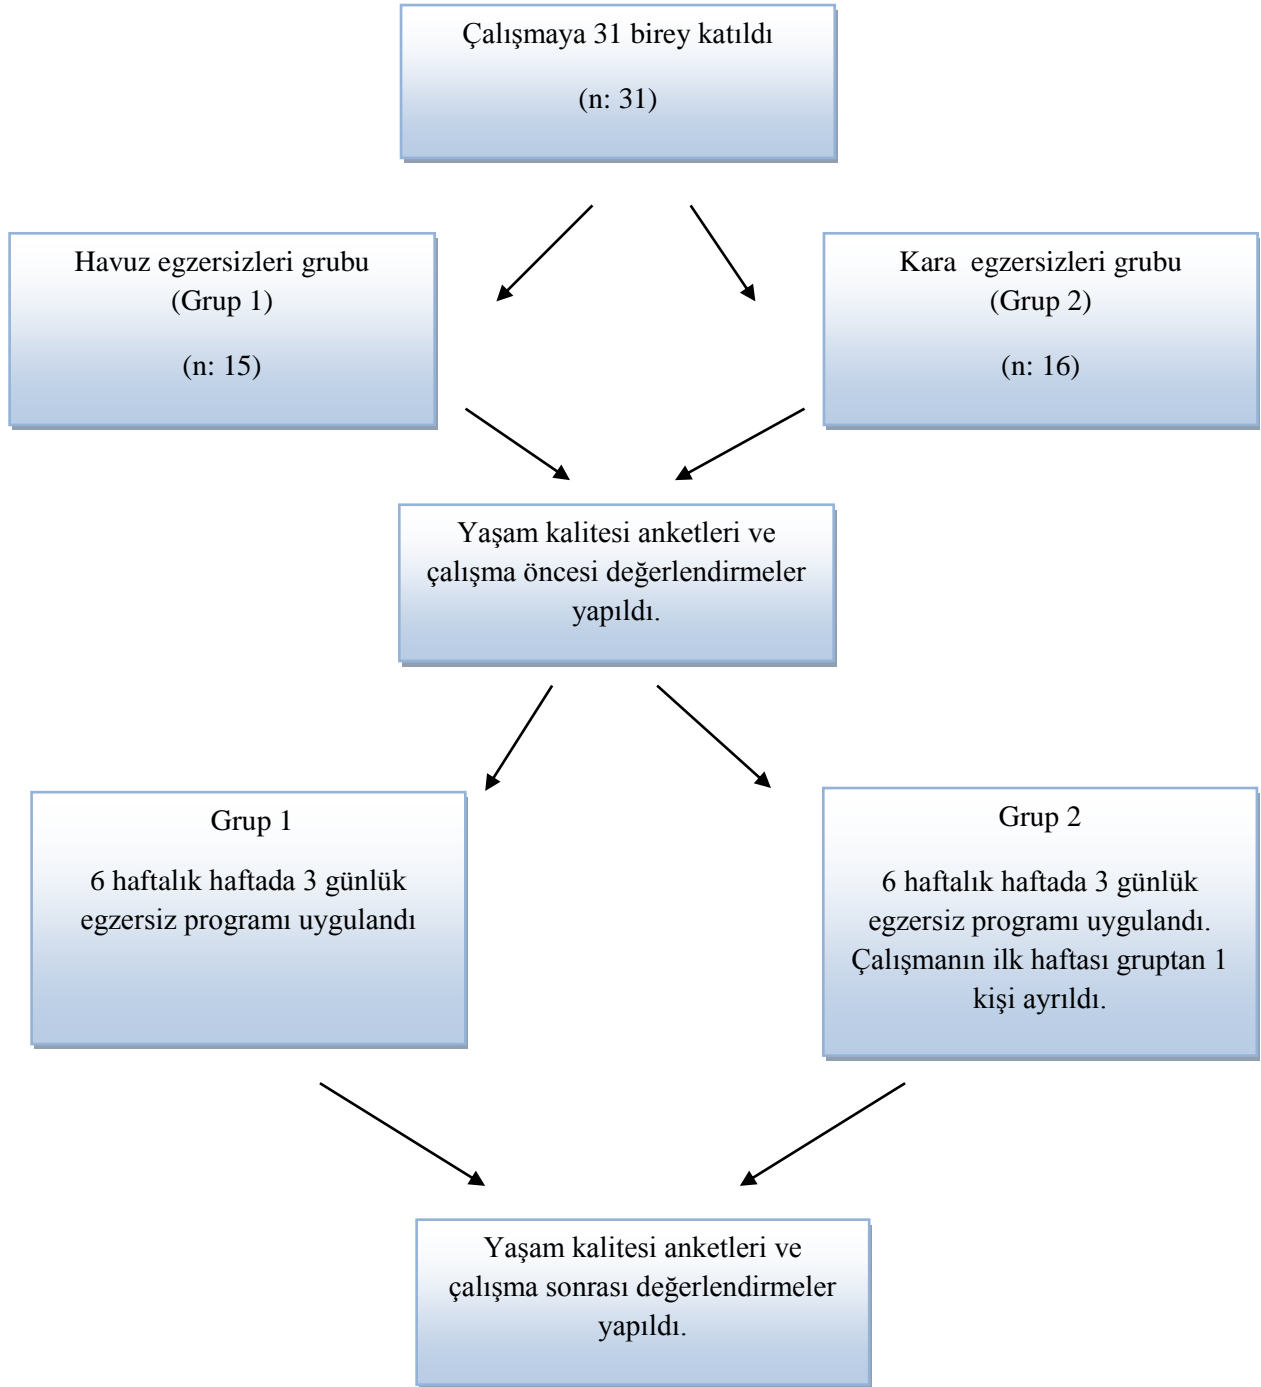 Çalışmaya 31 birey katıldı
(n: 31)
Havuz egzersizleri grubu
(Grup 1)
(n: 15)
Kara egzersizleri grubu
(Grup 2)
(n: 16)
Yaşam kalitesi anketleri ve
çalışma öncesi değerlendirmeler
yapıldı.
Grup 1
6 haftalık haftada 3 günlük
egzersiz programı uygulandı
Grup 2
6 haftalık haftada 3 günlük
egzersiz programı uygulandı.
Çalışmanın ilk haftası gruptan 1
kişi ayrıldı.
Yaşam kalitesi anketleri ve
çalışma sonrası değerlendirmeler
yapıldı.